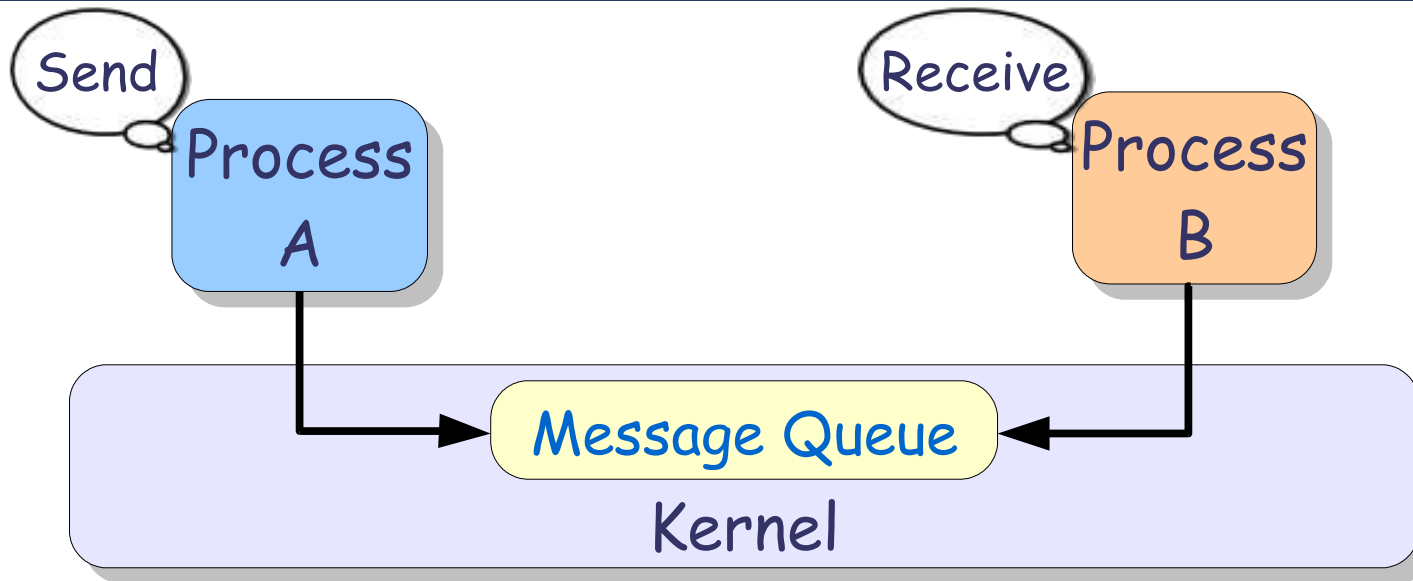 Send
Receive
Process
A
Process
B
Message Queue
Kernel